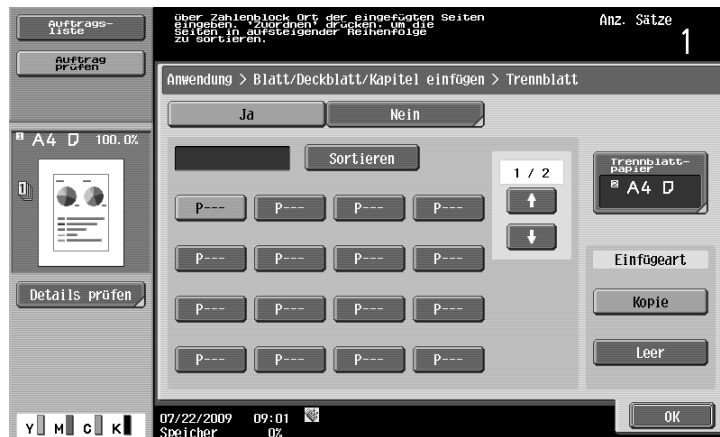 Auftrags-
liste
Auftrag
prüfen
über Zahlenblock Ort der eingefügten Seiten
eingeben. 'Zuordnen' drücken, um die
Seiten in aufsteigender Reihenfolge
zu sortieren.
Anz. Sätze
1
Anwendung > Blatt/Deckblatt/Kapitel einfügen > Trennblatt
Ja
Nein
A4 100.0%
Sortieren
1 / 2
Trennblatt-
papier
A4
P--- P--- P--- P---
P--- P--- P--- P---
P--- P--- P--- P---
P--- P--- P--- P---
Einfügeart
Kopie
Leer
Details prüfen
OK
Y M C K
07/22/2009 09:01
Speicher 0%